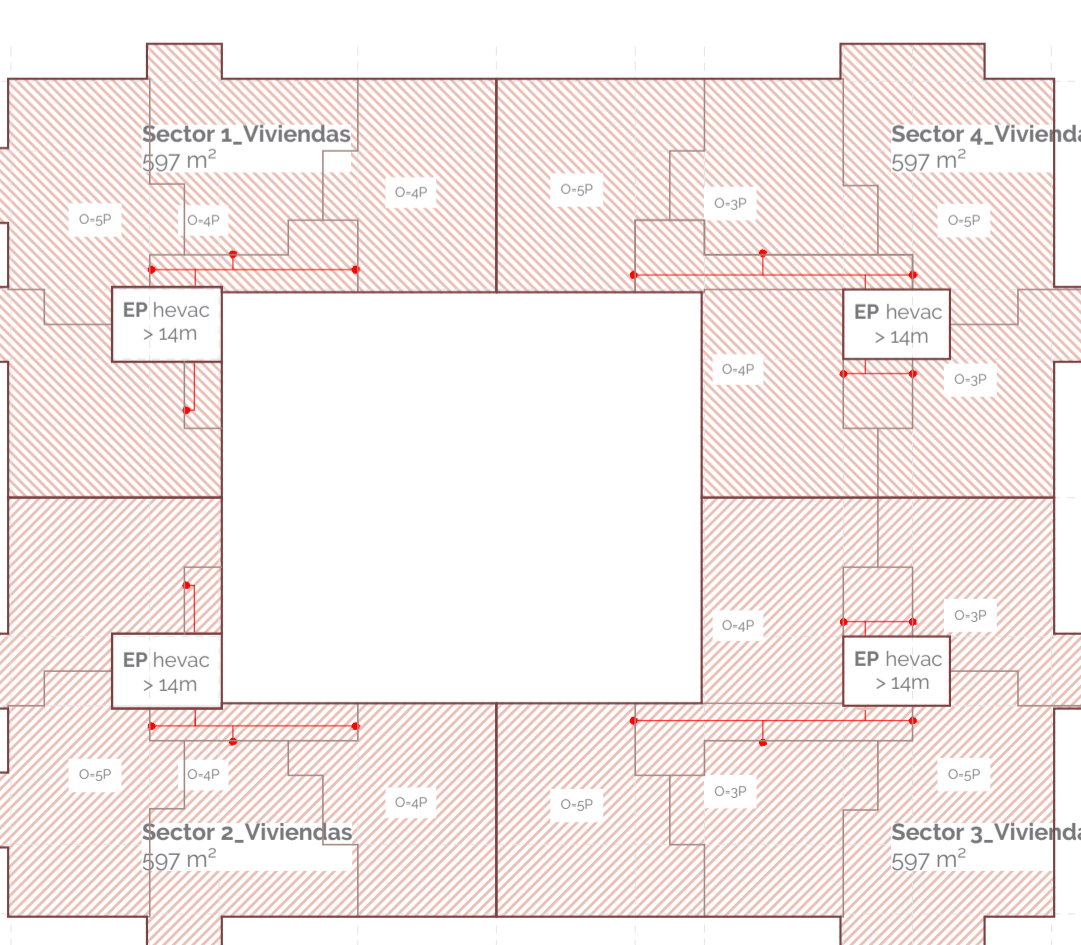 Sector 1_Viviendas
597 m²
Sector 4_Vivienda
597 m²
O=5P
O=4P
O=4P
O=5P
O=3P
O=5P
EP hevac
> 14m
EP hevac
> 14m
O=4P
O=3P
O=4P
O=3P
EP hevac
> 14m
EP hevac
> 14m
O=5P
O=4P
O=4P
O=5P
O=3P
O=5P
Sector 2_Viviendas
597 m²
Sector 3_Vivienda
597 m²